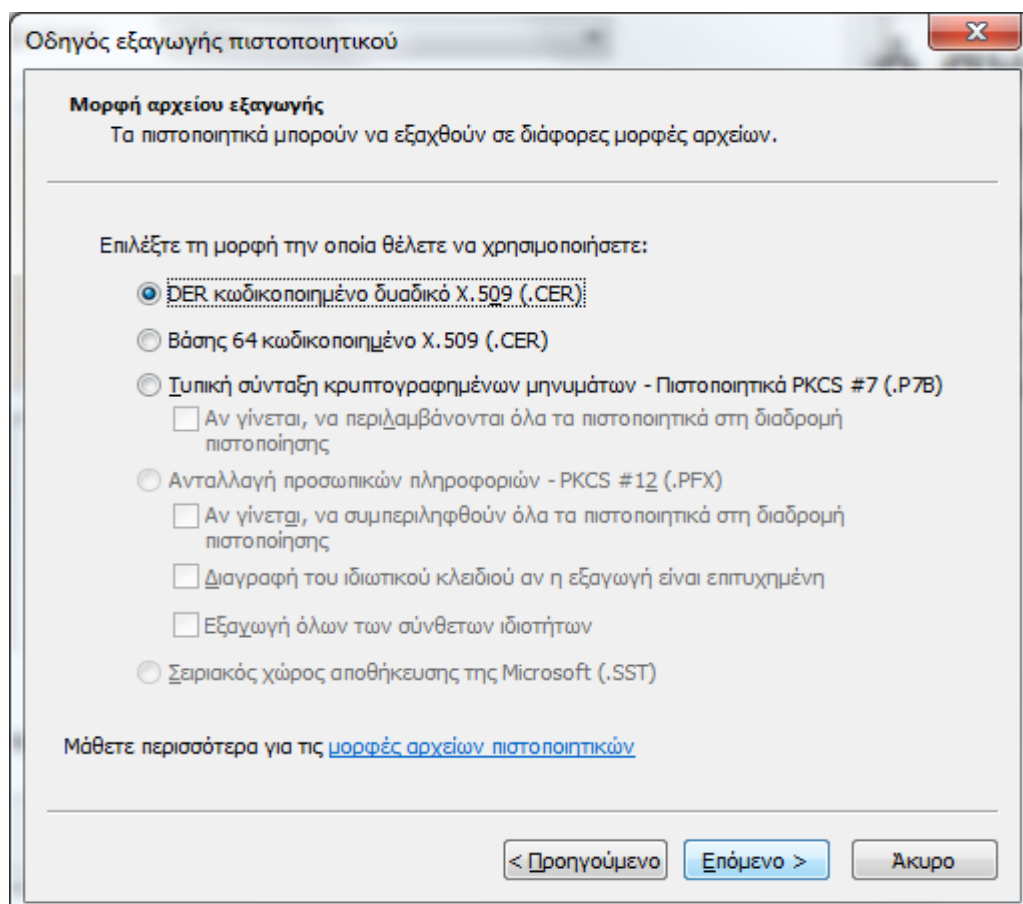 Οδηγός εξαγωγής πιστοποιητικού
Μορφή αρχείου εξαγωγής
Τα πιστοποιητικά μπορούν να εξαχθούν σε διάφορες μορφές αρχείων.
Επιλέξτε τη μορφή την οποία θέλετε να χρησιμοποιήσετε:
DER κωδικοποιημένο δυαδικό X.509 (.CER)
Βάσης 64 κωδικοποιημένο X.509 (.CER)
Τυπική σύνταξη κρυπτογραφημένων μηνυμάτων - Πιστοποιητικά PKCS #7 (.P7B)
Αν γίνεται, να περιλαμβάνονται όλα τα πιστοποιητικά στη διαδρομή
πιστοποίησης
Ανταλλαγή προσωπικών πληροφοριών - PKCS #12 (.PFX)
Αν γίνεται, να συμπεριληφθούν όλα τα πιστοποιητικά στη διαδρομή
πιστοποίησης
Διαγραφή του ιδιωτικού κλειδιού αν η εξαγωγή είναι επιτυχημένη
Εξαγωγή όλων των σύνθετων ιδιοτήτων
Σειριακός χώρος αποθήκευσης της Microsoft (.SST)
Μάθετε περισσότερα για τις μορφές αρχείων πιστοποιητικών
< Προηγούμενο
Επόμενο >
Άκυρο